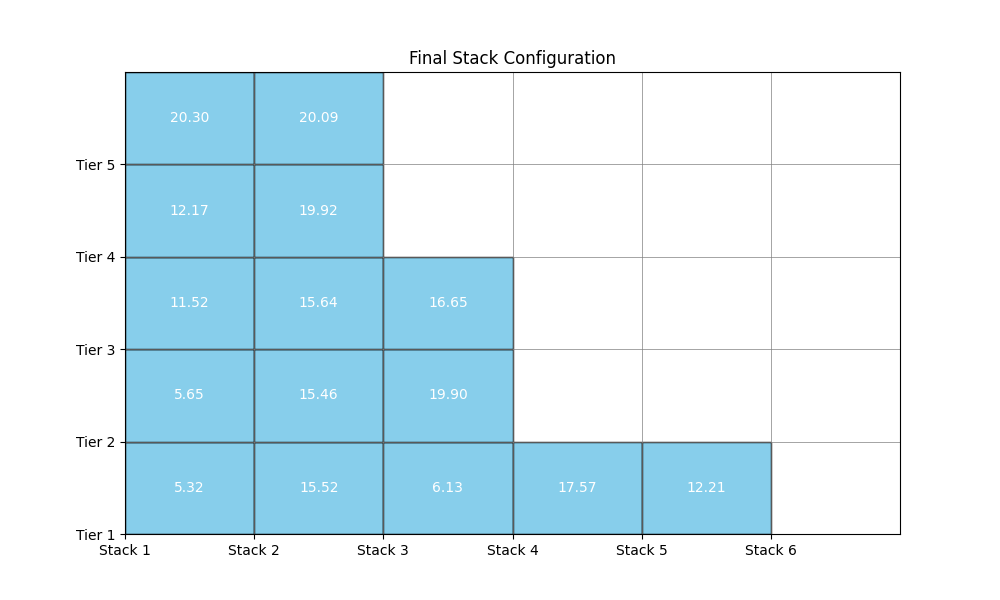 Final Stack Configuration
20.30 20.09
Tier 5
12.17 19.92
Tier 4
11.52 15.64 16.65
Tier 3
5.65 15.46 19.90
Tier 2
5.32 15.52 6.13 17.57 12.21
Tier 1
Stack 1 Stack 2 Stack 3 Stack 4 Stack 5 Stack 6